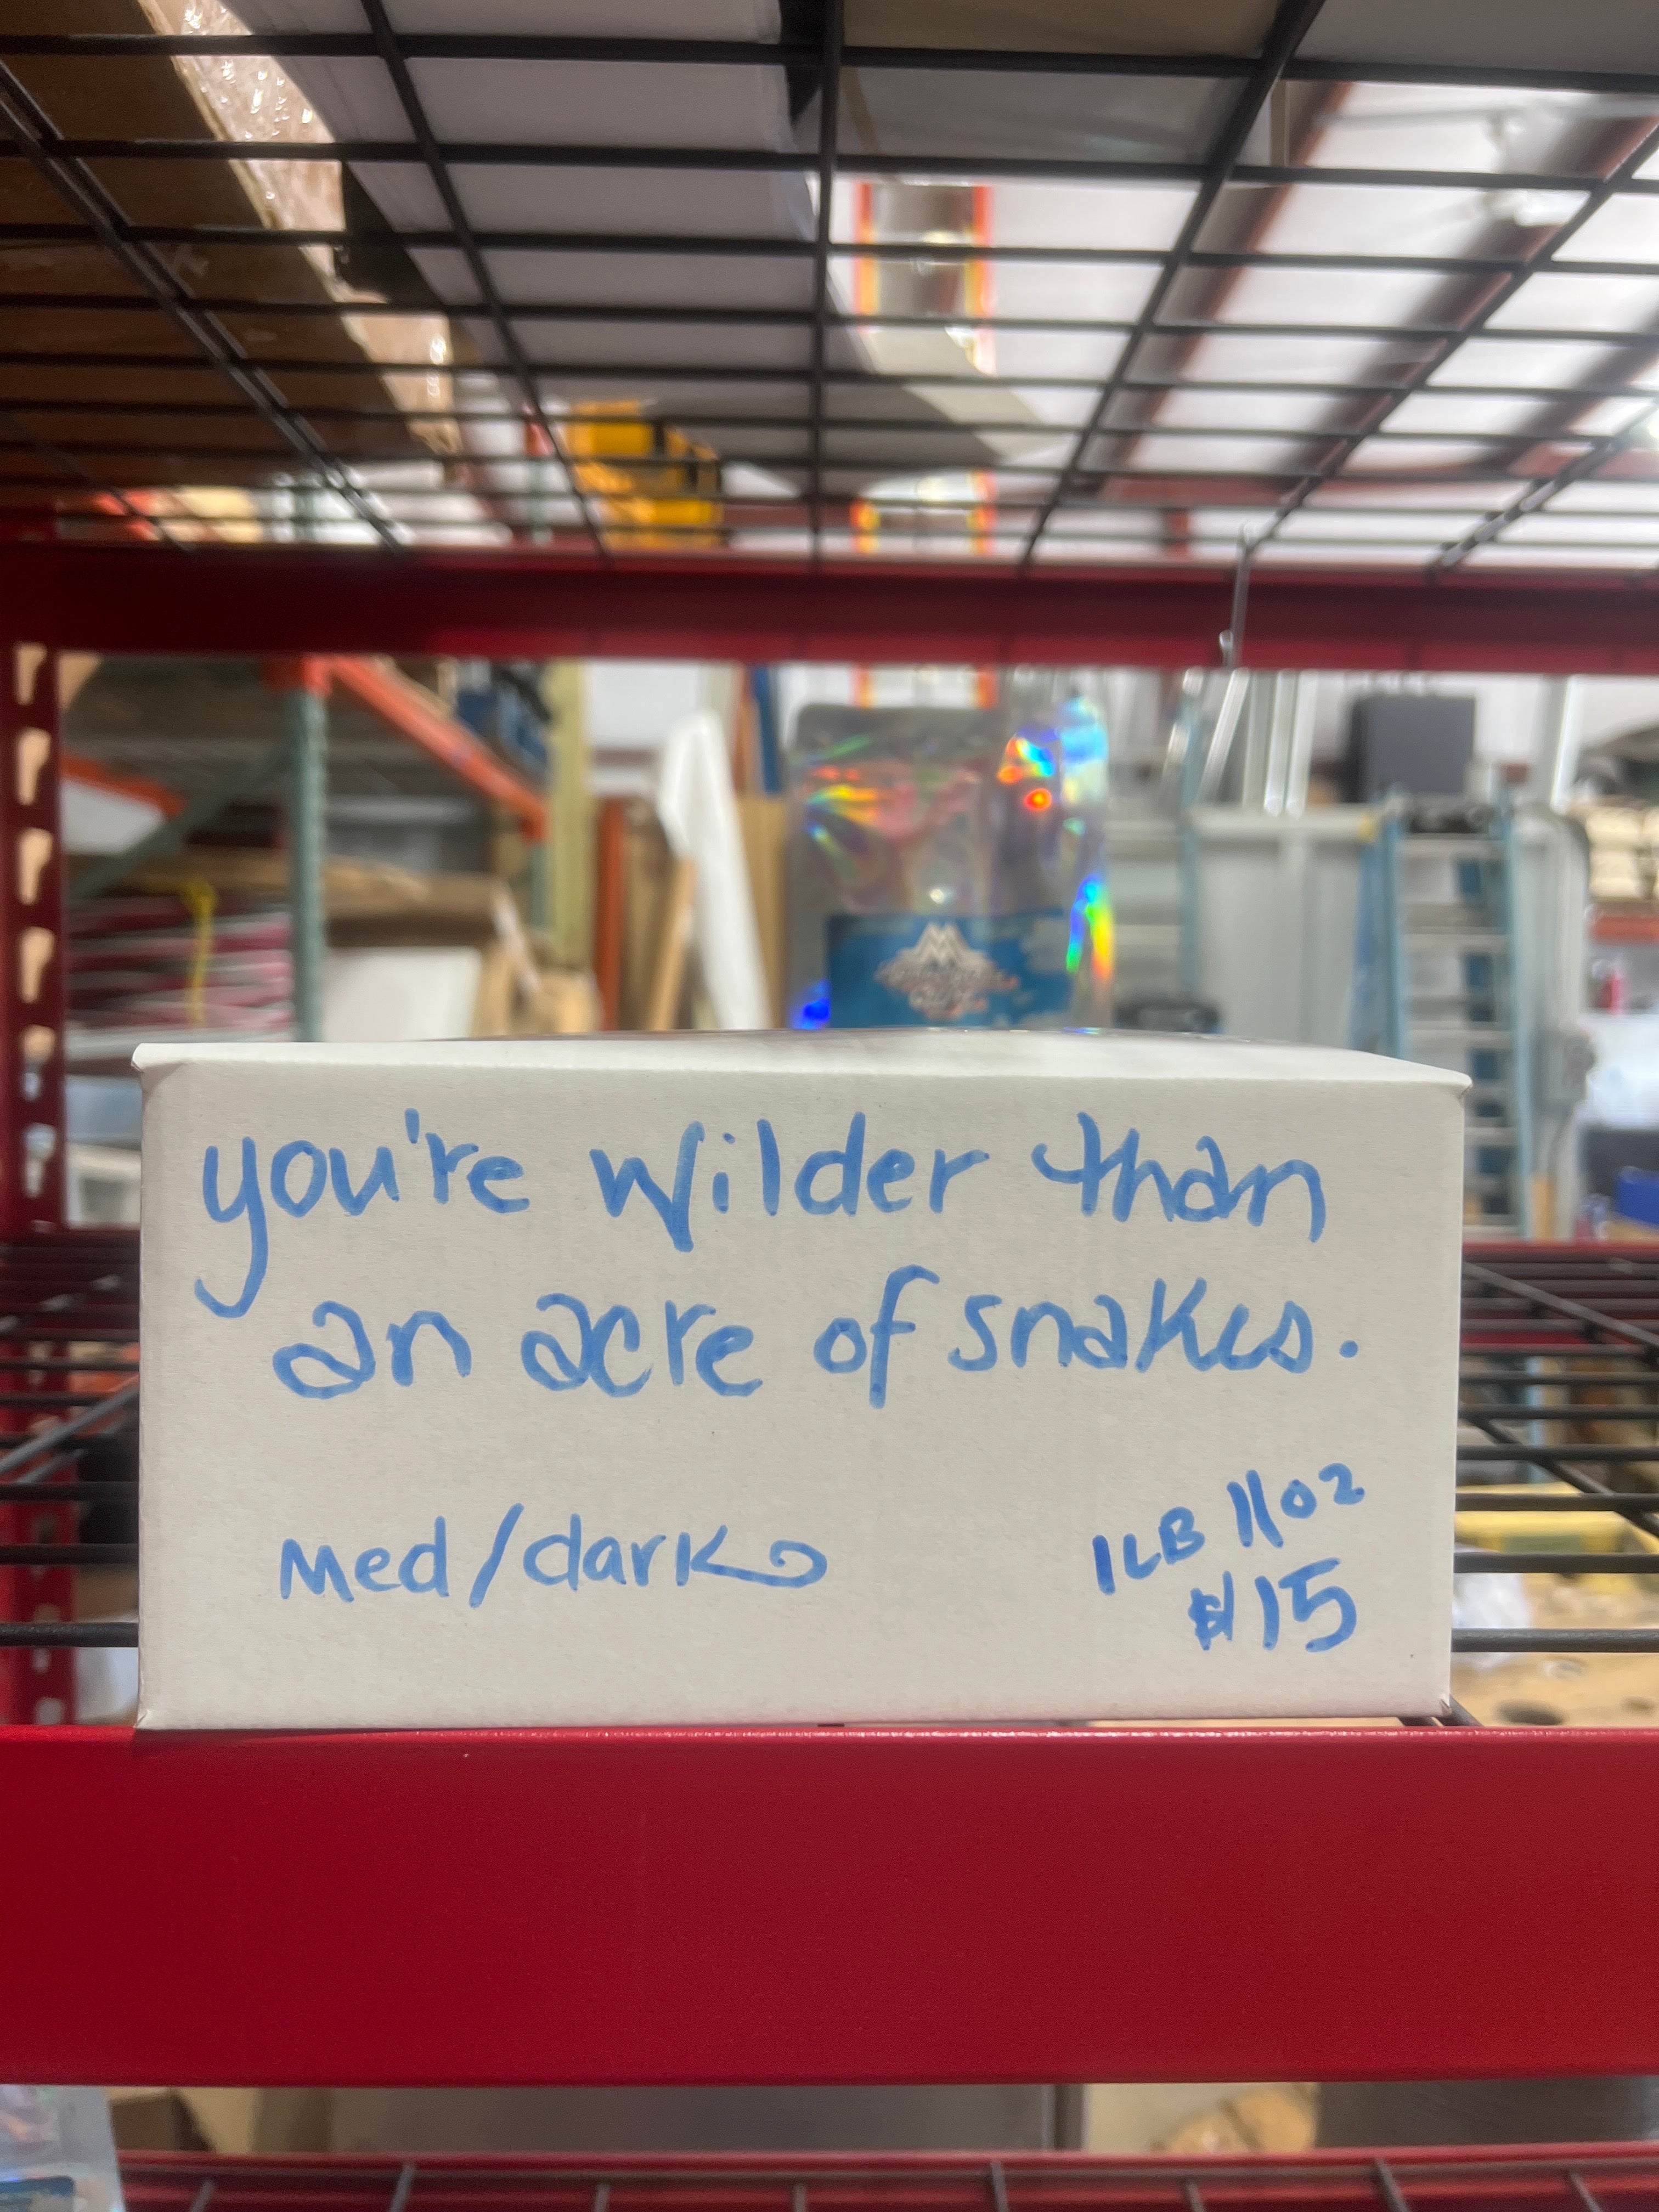 you're wilder than
an acre of snakes.
Med/dark
1LB 11oz
$15